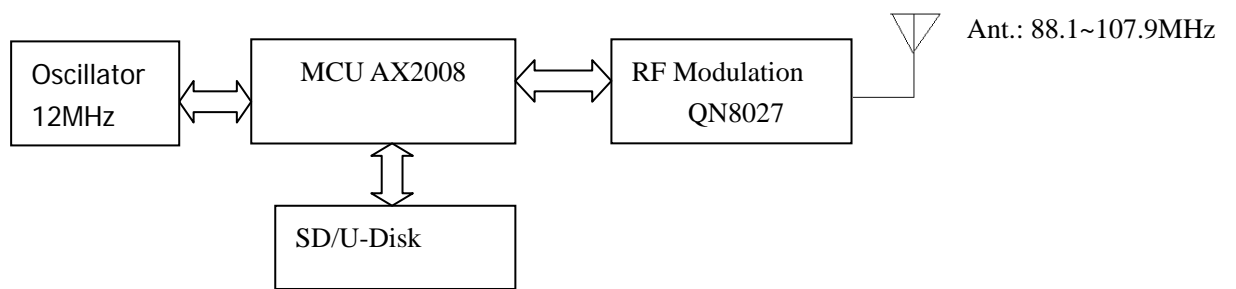 Ant.: 88.1~107.9MHz
Oscillator
12MHz
MCU AX2008
RF Modulation
QN8027
SD/U-Disk